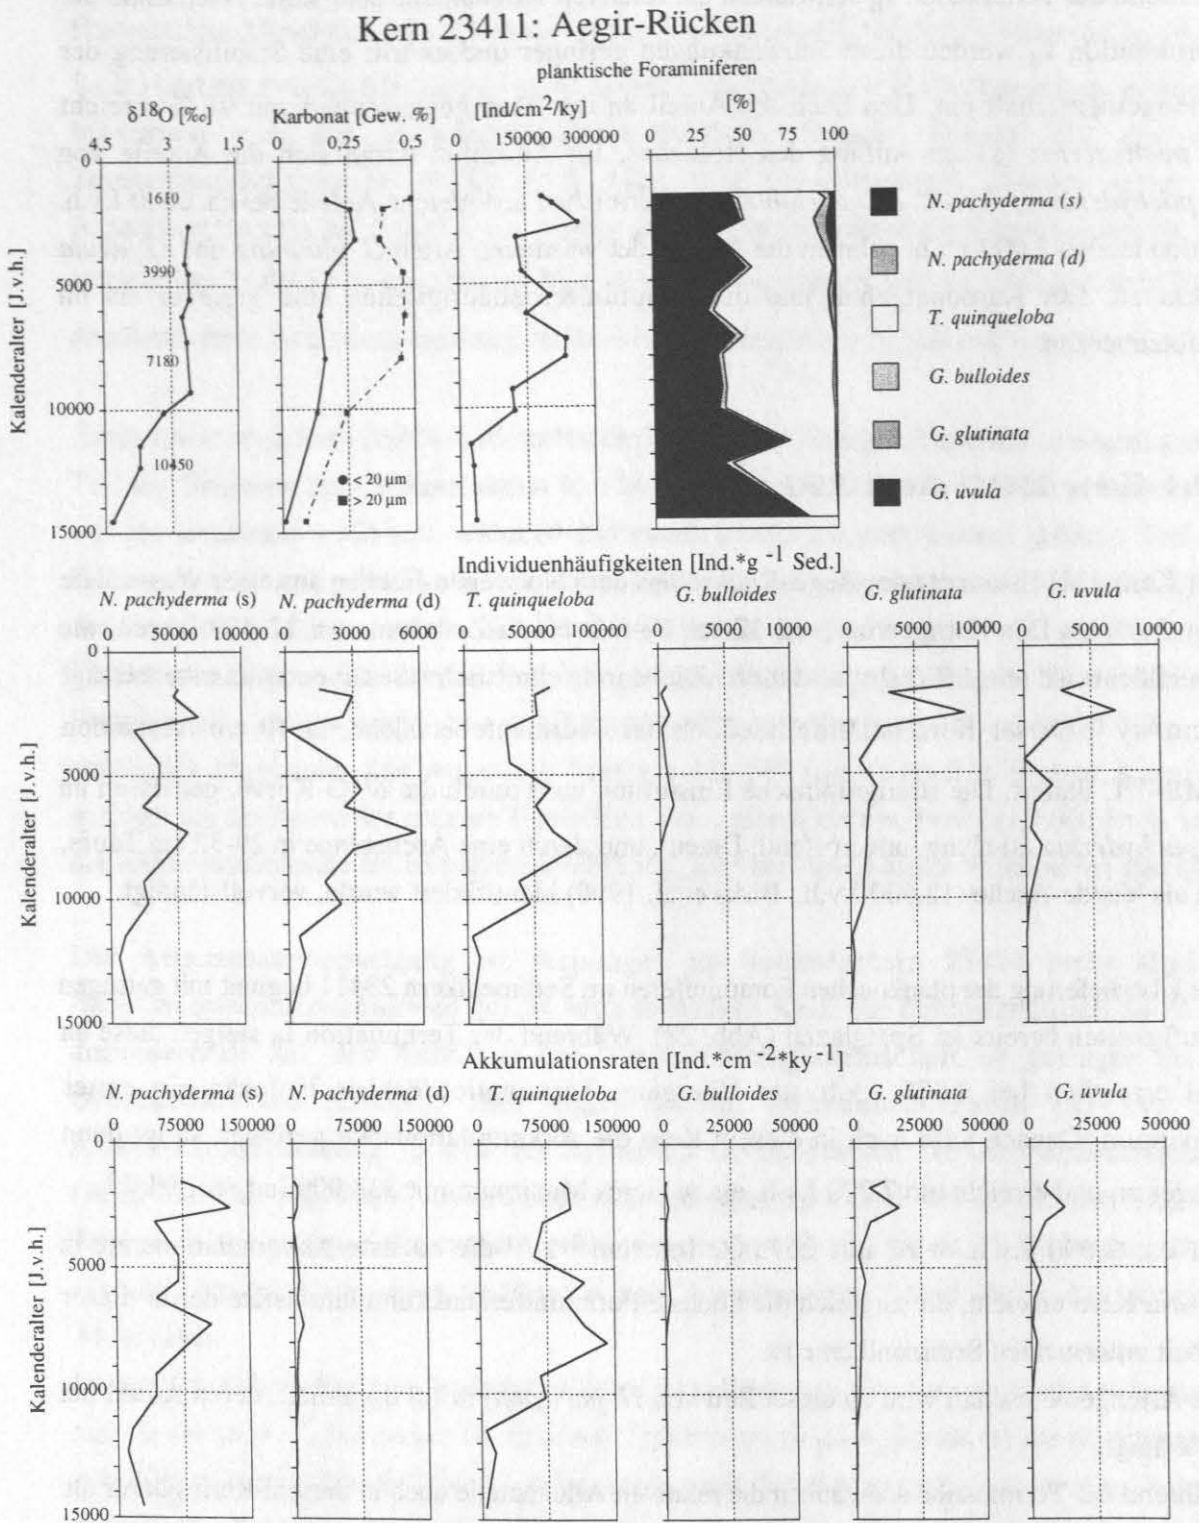 Kern 23411: Aegir-Rücken
planktische Foraminiferen
δ18O [‰] Karbonat [Gew. %] [Ind/cm2/ky] [%]
4,5 3 1,5 0 0,25 0,5 0 150000 300000 0 25 50 75 100
0
5000
10000
15000
Kalenderalter [J.v.h.]
1610
3990
7180
10450
< 20 µm
> 20 µm
N. pachyderma (s)
N. pachyderma (d)
T. quinqueloba
G. bulloides
G. glutinata
G. uvula
Individuenhäufigkeiten [Ind.*g -1 Sed.]
N. pachyderma (s) N. pachyderma (d) T. quinqueloba G. bulloides G. glutinata G. uvula
0 50000 100000 0 3000 6000 0 50000 100000 0 5000 10000 0 5000 10000 0 5000 10000
0
5000
10000
15000
Kalenderalter [J.v.h.]
Akkumulationsraten [Ind.*cm -2*ky -1]
N. pachyderma (s) N. pachyderma (d) T. quinqueloba G. bulloides G. glutinata G. uvula
0 75000 150000 0 75000 150000 0 75000 150000 0 25000 50000 0 25000 50000 0 25000 50000
0
5000
10000
15000
Kalenderalter [J.v.h.]